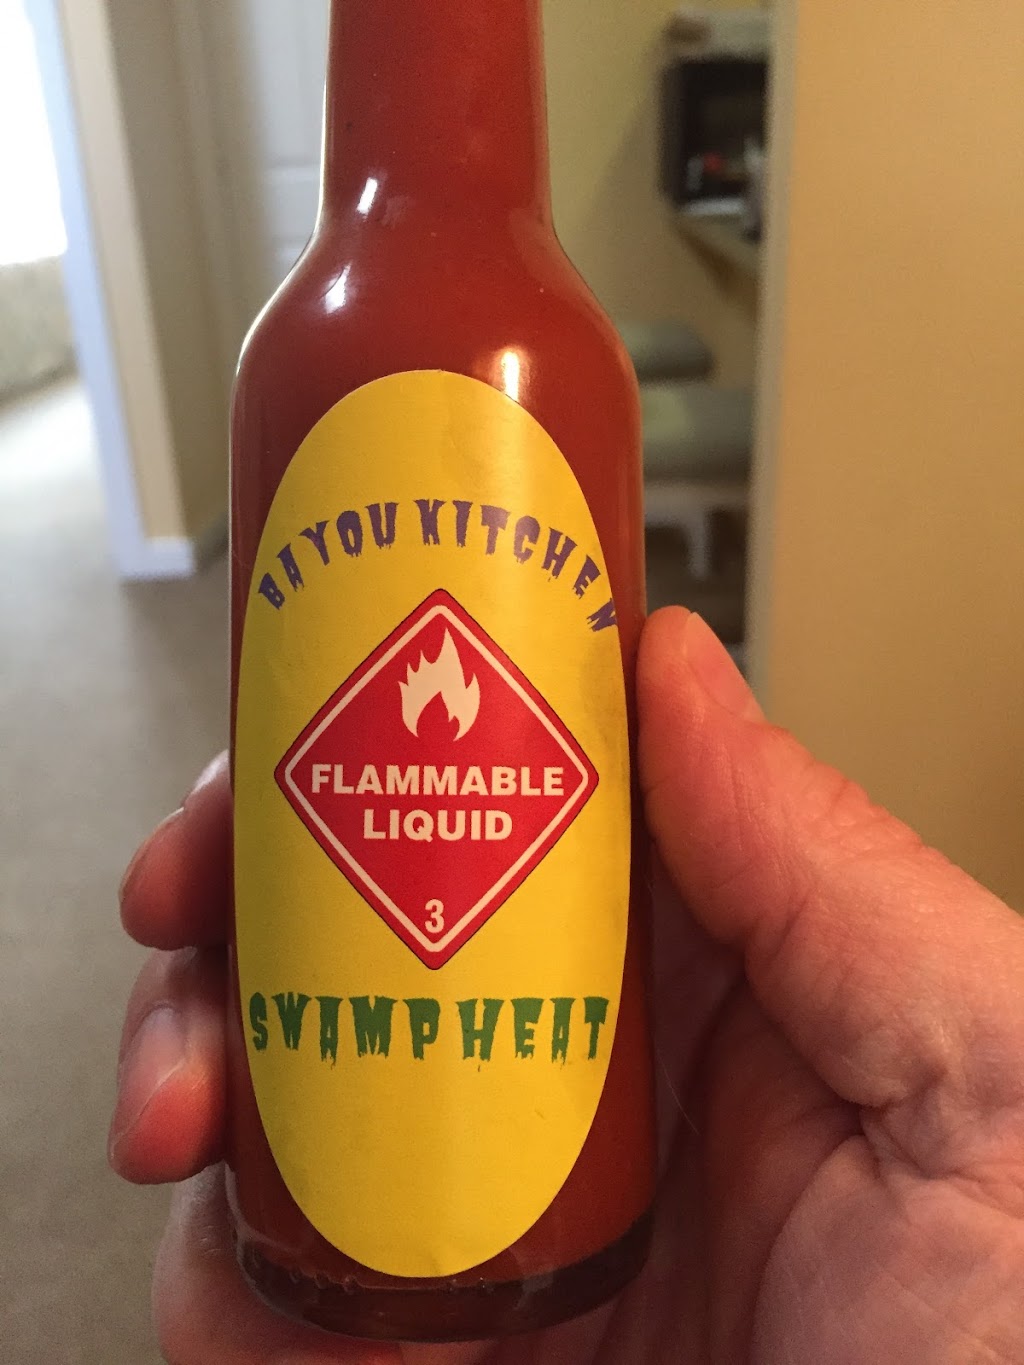 BAYOU KITCHEN
FLAMMABLE
LIQUID
3
SWAMP HEAT